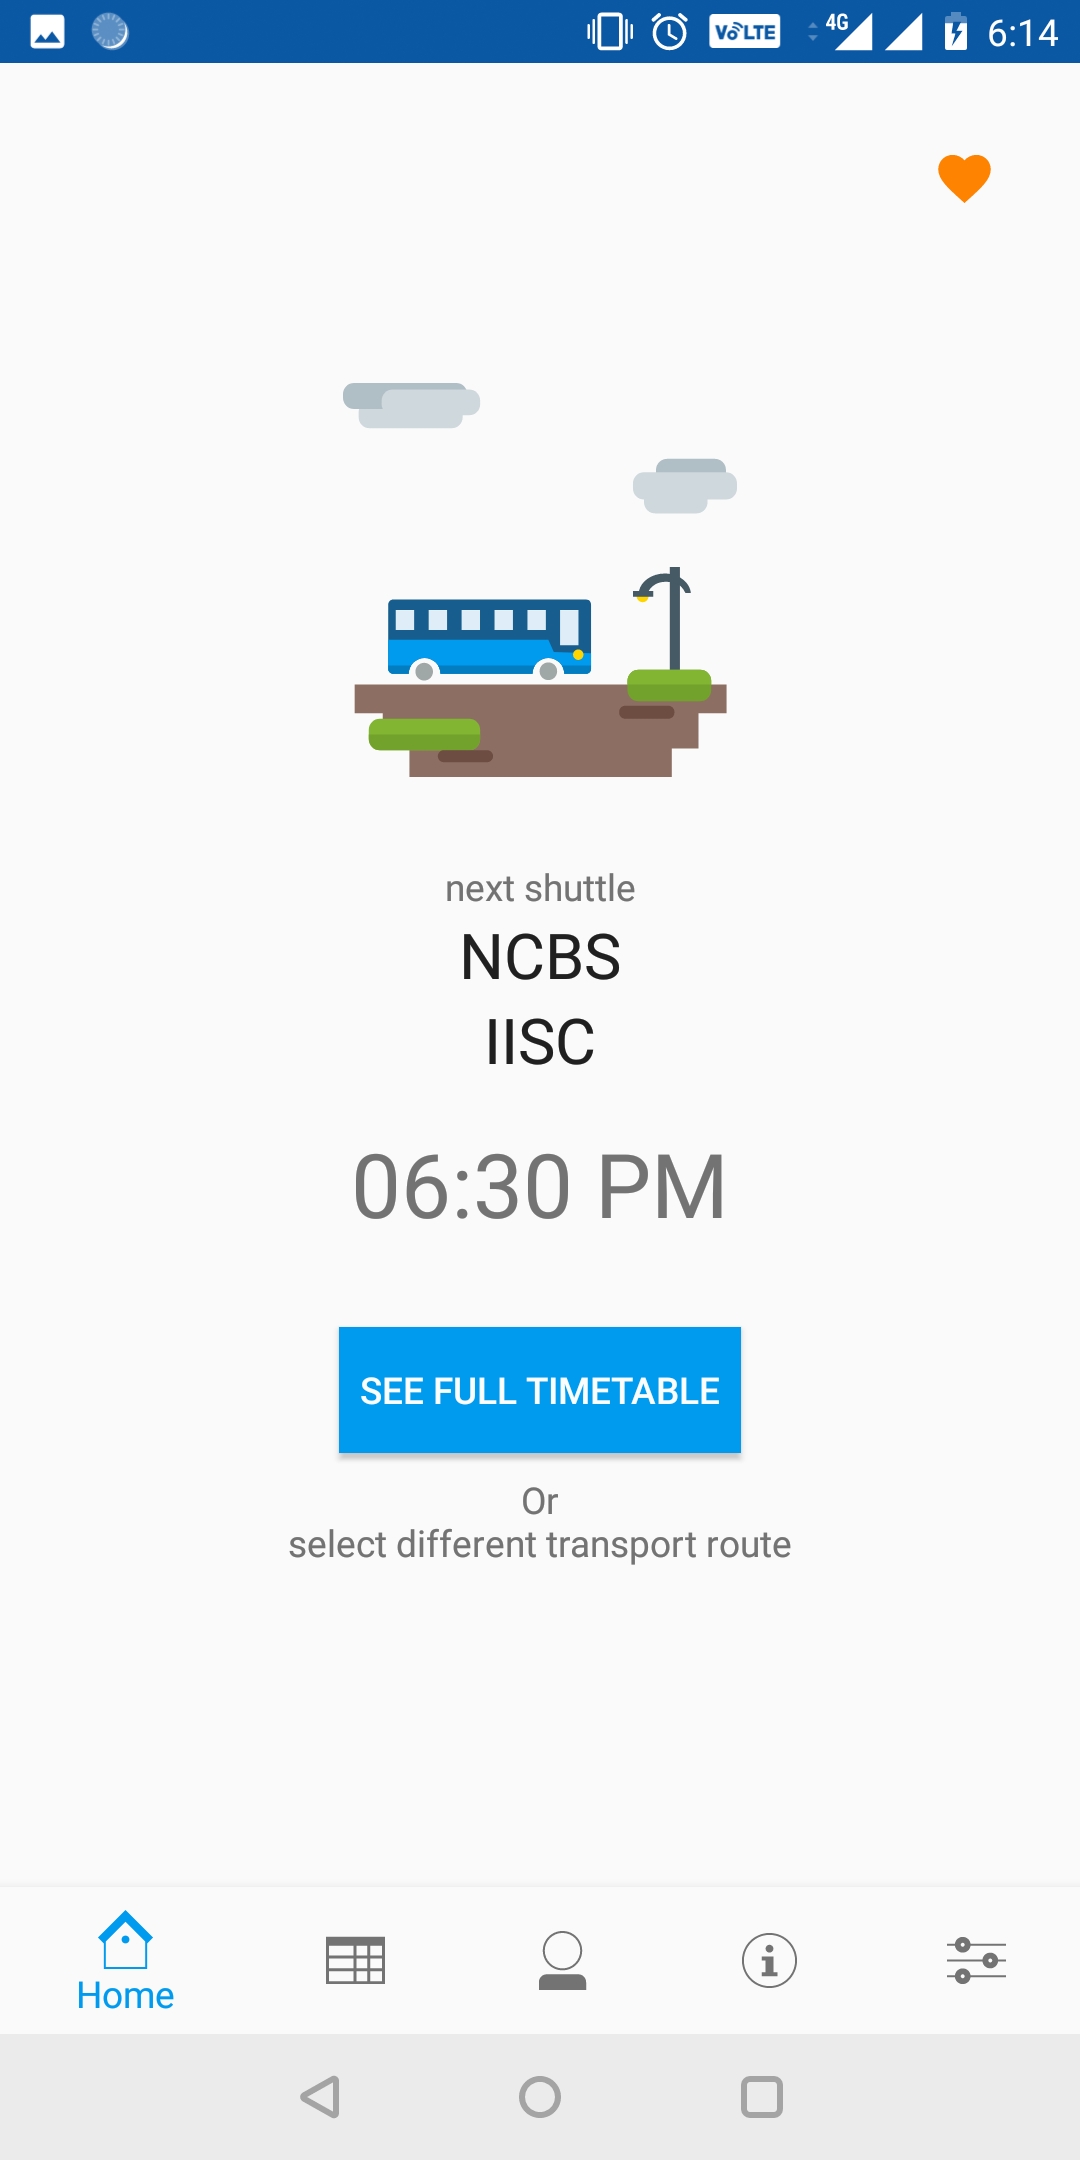 VoLTE 4G 6:14
next shuttle
NCBS
IISC
06:30 PM
SEE FULL TIMETABLE
Or
select different transport route
Home